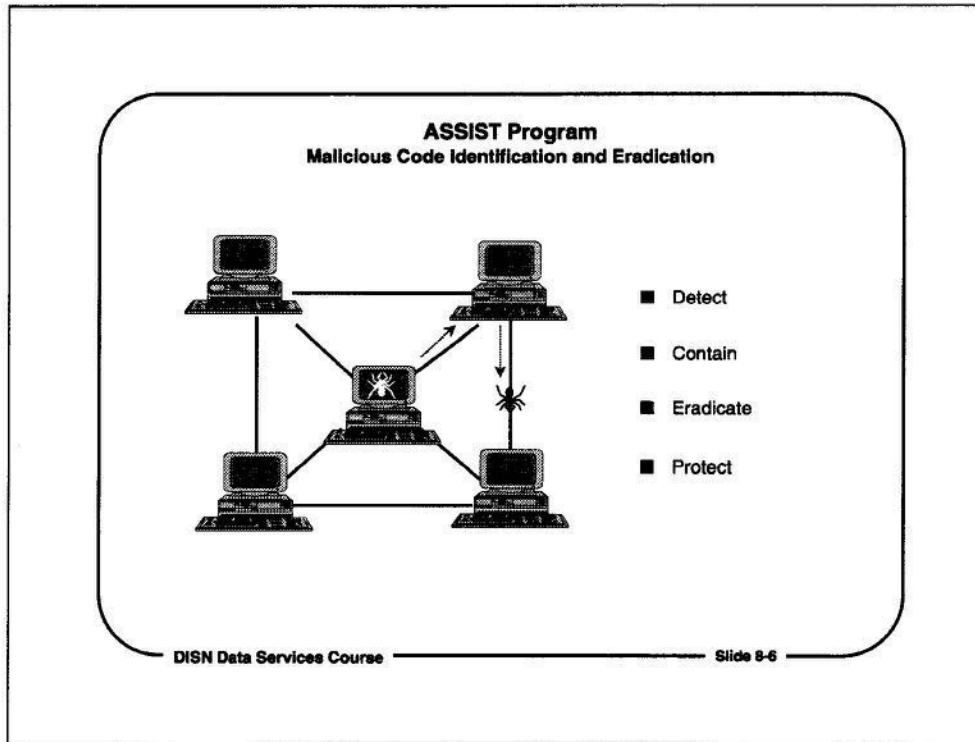 ASSIST Program
Malicious Code Identification and Eradication
■ Detect
■ Contain
■ Eradicate
■ Protect
DISN Data Services Course
Slide 8-6